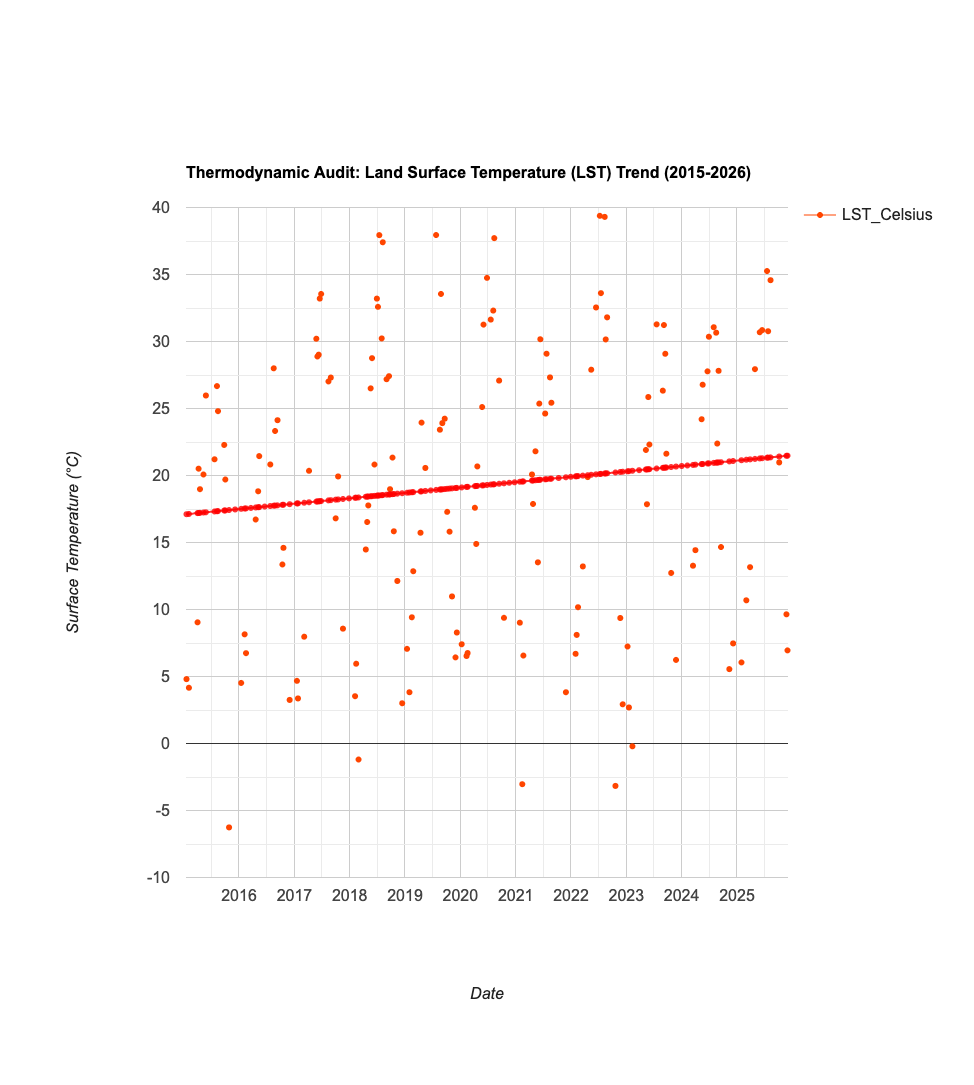 Thermodynamic Audit: Land Surface Temperature (LST) Trend (2015-2026)
LST_Celsius
Surface Temperature (°C)
40
35
30
25
20
15
10
5
0
-5
-10
2016 2017 2018 2019 2020 2021 2022 2023 2024 2025
Date